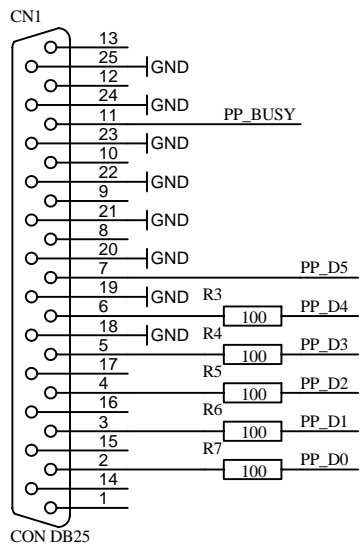 CN1
13
25 GND
12
24 GND
11 PP_BUSY
23 GND
10
22 GND
9
21 GND
8
20 GND
7 PP_D5
19 GND R3
6 100 PP_D4
18 GND R4
5 100 PP_D3
17 R5
4 100 PP_D2
16 R6
3 100 PP_D1
15 R7
2 100 PP_D0
14
1
CON DB25